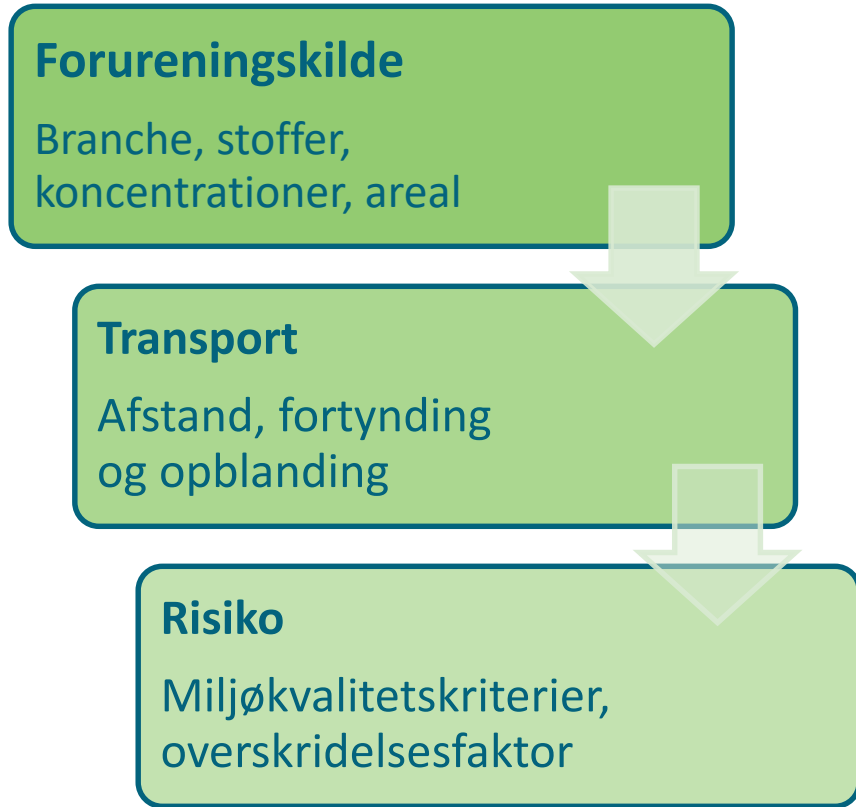 Forureningskilde
Branche, stoffer,
koncentrationer, areal
Transport
Afstand, fortynding
og opblanding
Risiko
Miljøkvalitetskriterier,
overskridelsesfaktor